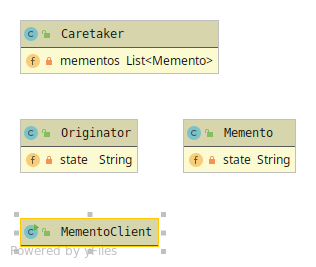 Caretaker
mementos List<Memento>
Originator
state String
Memento
state String
MementoClient
Powered by yFiles